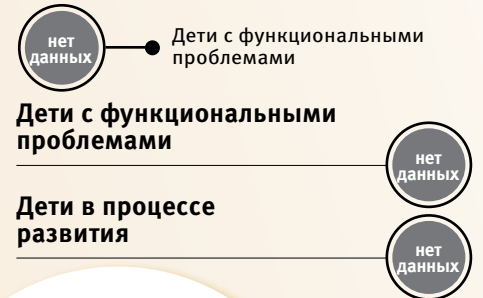 нет
данных
Дети с функциональными
проблемами
Дети с функциональными
проблемами
нет
данных
Дети в процессе
развития
нет
данных